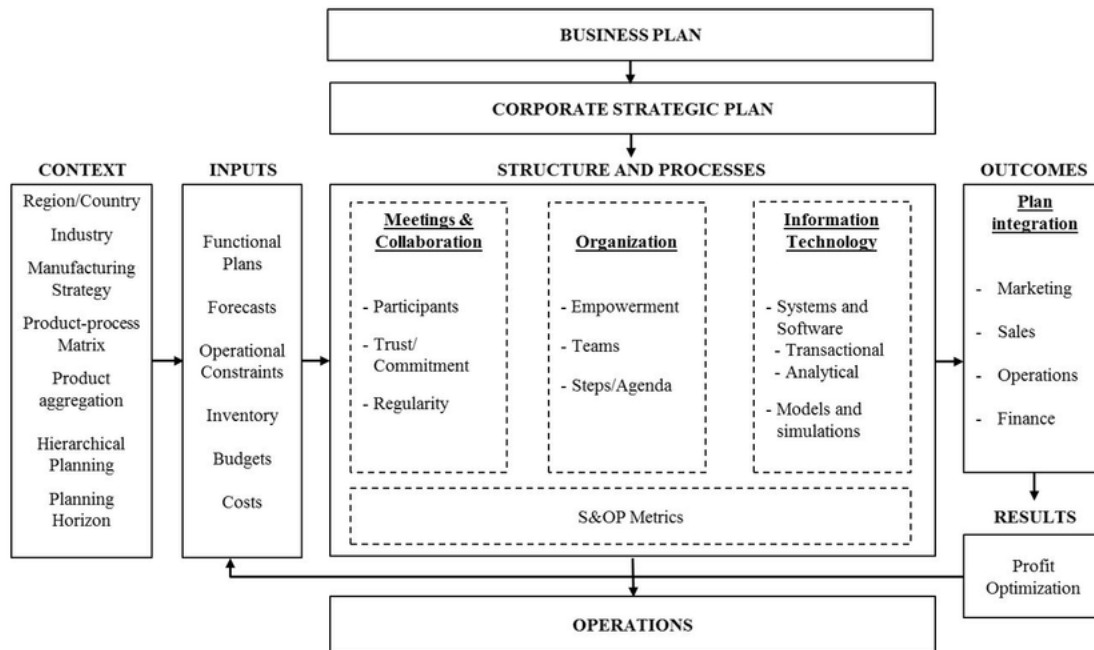 BUSINESS PLAN
CORPORATE STRATEGIC PLAN
CONTEXT
Region/Country
Industry
Manufacturing
Strategy
Product-process
Matrix
Product
aggregation
Hierarchical
Planning
Planning
Horizon
INPUTS
Functional
Plans
Forecasts
Operational
Constraints
Inventory
Budgets
Costs
STRUCTURE AND PROCESSES
Meetings &
Collaboration
- Participants
- Trust/
Commitment
- Regularity
Organization
- Empowerment
- Teams
- Steps/Agenda
Information
Technology
- Systems and
Software
- Transactional
- Analytical
- Models and
simulations
S&OP Metrics
OUTCOMES
Plan
integration
- Marketing
- Sales
- Operations
- Finance
RESULTS
Profit
Optimization
OPERATIONS